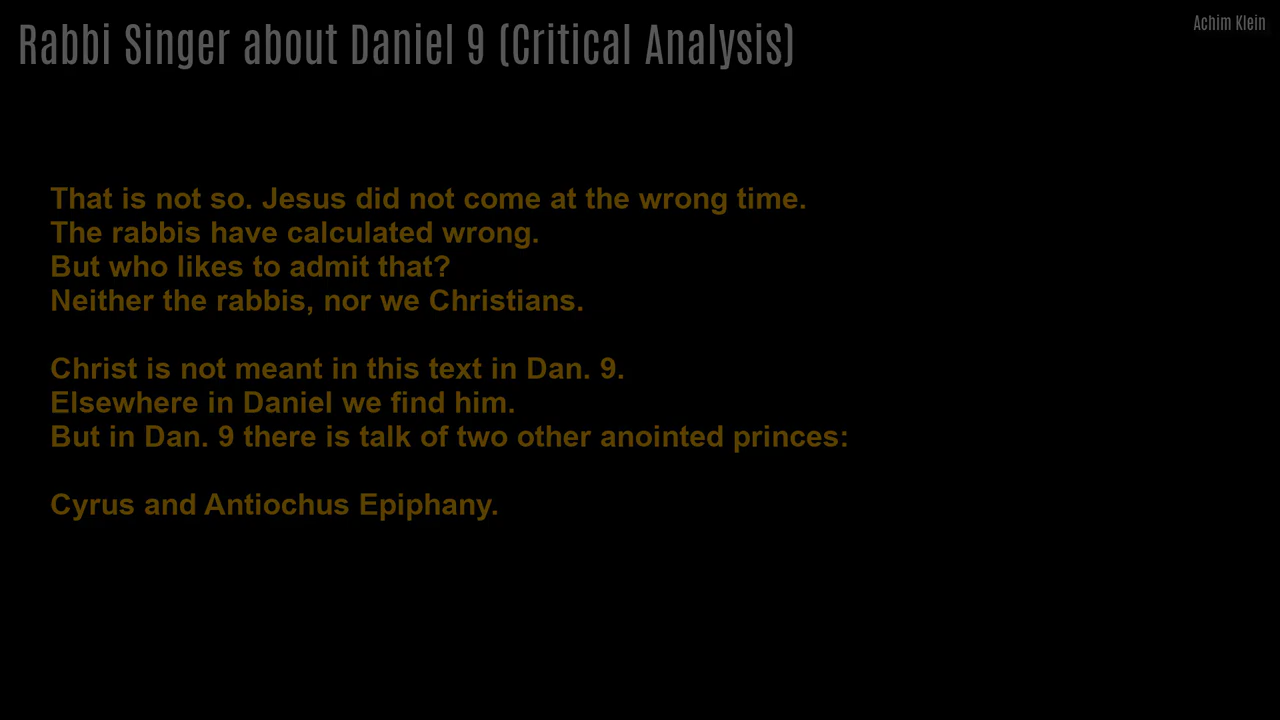 Rabbi Singer about Daniel 9 (Critical Analysis)
Achim Klein
That is not so. Jesus did not come at the wrong time.
The rabbis have calculated wrong.
But who likes to admit that?
Neither the rabbis, nor we Christians.
Christ is not meant in this text in Dan. 9.
Elsewhere in Daniel we find him.
But in Dan. 9 there is talk of two other anointed princes:
Cyrus and Antiochus Epiphany.